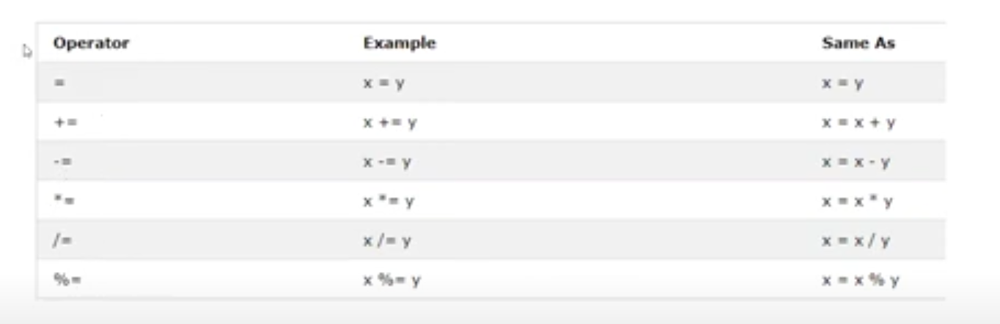 Operator Example Same As
= x = y x = y
+= x += y x = x + y
-= x -= y x = x - y
*= x *= y x = x * y
/= x /= y x = x / y
%= x %= y x = x % y